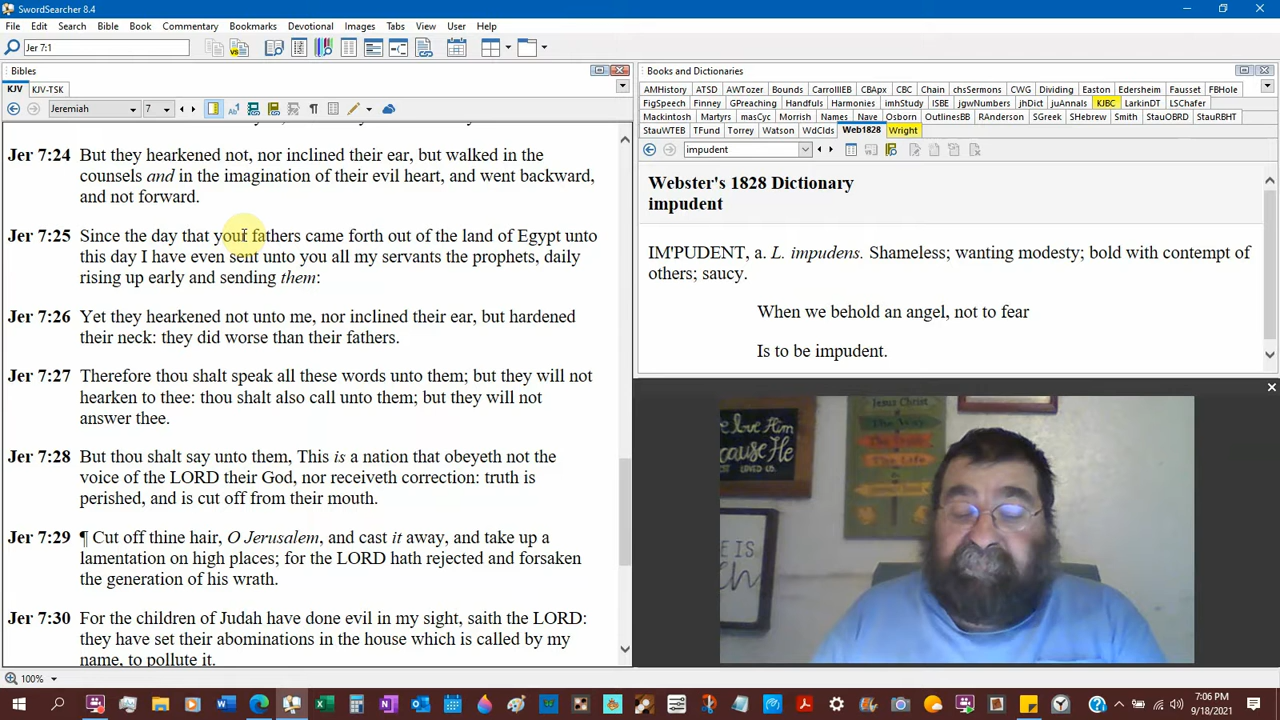 SwordSearcher 8.4
File Edit Search Bible Book Commentary Bookmarks Devotional Images Tabs View User Help
Jer 7:1
Bibles
KJV KJV-TSK
Jeremiah 7
Jer 7:24 But they hearkened not, nor inclined their ear, but walked in the
counsels and in the imagination of their evil heart, and went backward,
and not forward.
Jer 7:25 Since the day that your fathers came forth out of the land of Egypt unto
this day I have even sent unto you all my servants the prophets, daily
rising up early and sending them:
Jer 7:26 Yet they hearkened not unto me, nor inclined their ear, but hardened
their neck: they did worse than their fathers.
Jer 7:27 Therefore thou shalt speak all these words unto them; but they will not
hearken to thee: thou shalt also call unto them; but they will not
answer thee.
Jer 7:28 But thou shalt say unto them, This is a nation that obeyeth not the
voice of the LORD their God, nor receiveth correction: truth is
perished, and is cut off from their mouth.
Jer 7:29 ¶ Cut off thine hair, O Jerusalem, and cast it away, and take up a
lamentation on high places; for the LORD hath rejected and forsaken
the generation of his wrath.
Jer 7:30 For the children of Judah have done evil in my sight, saith the LORD:
they have set their abominations in the house which is called by my
name, to pollute it.
100%
Books and Dictionaries
AMHistory ATSD AWTozer Bounds CarrollIEB CBApx CBC Chain chsSermons CWG Dividing Easton Edersheim Fausset FBHole
FigSpeech Finney GPreaching Handfuls Harmonies imhStudy ISBE jgwNumbers jhDict juAnnals KJBC LarkinDT LSChafer
Mackintosh Martyrs masCyc Morrish Names Nave Osborn OutlinesBB RAnderson SGreek SHebrew Smith StauOBRD StauRBHT
StauWTEB TFund Torrey Watson WdClds Web1828 Wright
impudent
Webster's 1828 Dictionary
impudent
IM'PUDENT, a. L. impudens. Shameless; wanting modesty; bold with contempt of
others; saucy.
When we behold an angel, not to fear
Is to be impudent.
Love Him
ecause He
Jesus Christ
The Life
7:06 PM
9/18/2021